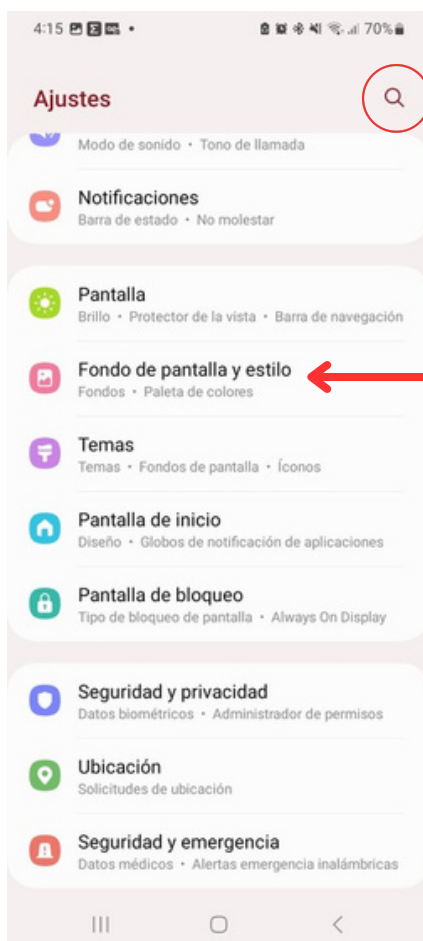 4:15
70%
Ajustes
Modo de sonido • Tono de llamada
Notificaciones
Barra de estado • No molestar
Pantalla
Brillo • Protector de la vista • Barra de navegación
Fondo de pantalla y estilo
Fondos • Paleta de colores
Temas
Temas • Fondos de pantalla • Íconos
Pantalla de inicio
Diseño • Globos de notificación de aplicaciones
Pantalla de bloqueo
Tipo de bloqueo de pantalla • Always On Display
Seguridad y privacidad
Datos biométricos • Administrador de permisos
Ubicación
Solicitudes de ubicación
Seguridad y emergencia
Datos médicos • Alertas emergencia inalámbricas